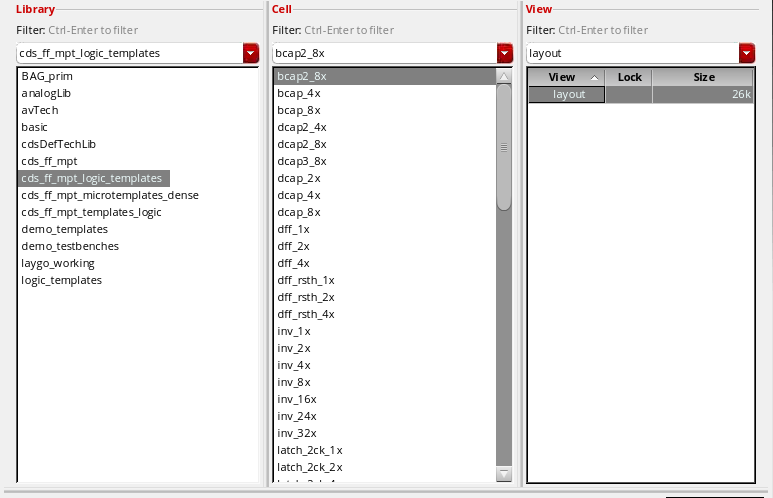 Library
Filter: Ctrl-Enter to filter
cds_ff_mpt_logic_templates
BAG_prim
analogLib
avTech
basic
cdsDefTechLib
cds_ff_mpt
cds_ff_mpt_logic_templates
cds_ff_mpt_microtemplates_dense
cds_ff_mpt_templates_logic
demo_templates
demo_testbenches
laygo_working
logic_templates
Cell
Filter: Ctrl-Enter to filter
bcap2_8x
bcap2_8x
bcap_4x
bcap_8x
dcap2_4x
dcap2_8x
dcap3_8x
dcap_2x
dcap_4x
dcap_8x
dff_1x
dff_2x
dff_4x
dff_rsth_1x
dff_rsth_2x
dff_rsth_4x
inv_1x
inv_2x
inv_4x
inv_8x
inv_16x
inv_24x
inv_32x
latch_2ck_1x
latch_2ck_2x
View
Filter: Ctrl-Enter to filter
layout
View Lock Size
layout 26k